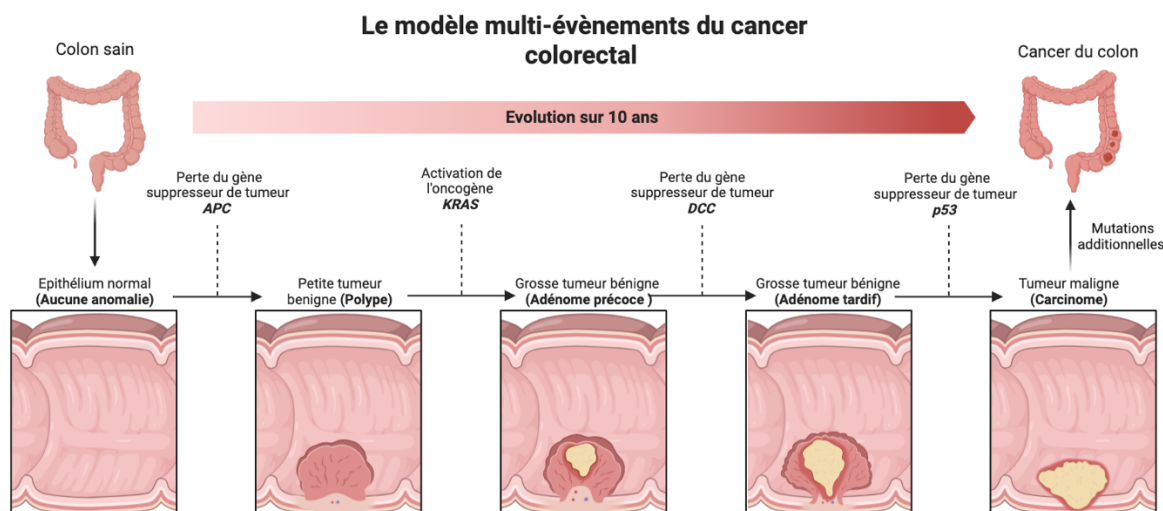 Le modèle multi-évènements du cancer
colorectal
Colon sain
Cancer du colon
Evolution sur 10 ans
Perte du gène
suppresseur de tumeur
APC
Activation de
l'oncogène
KRAS
Perte du gène
suppresseur de tumeur
DCC
Perte du gène
suppresseur de tumeur
p53
Mutations
additionnelles
Epithélium normal
(Aucune anomalie)
Petite tumeur
benigne (Polype)
Grosse tumeur bénigne
(Adénome précoce )
Grosse tumeur bénigne
(Adénome tardif)
Tumeur maligne
(Carcinome)